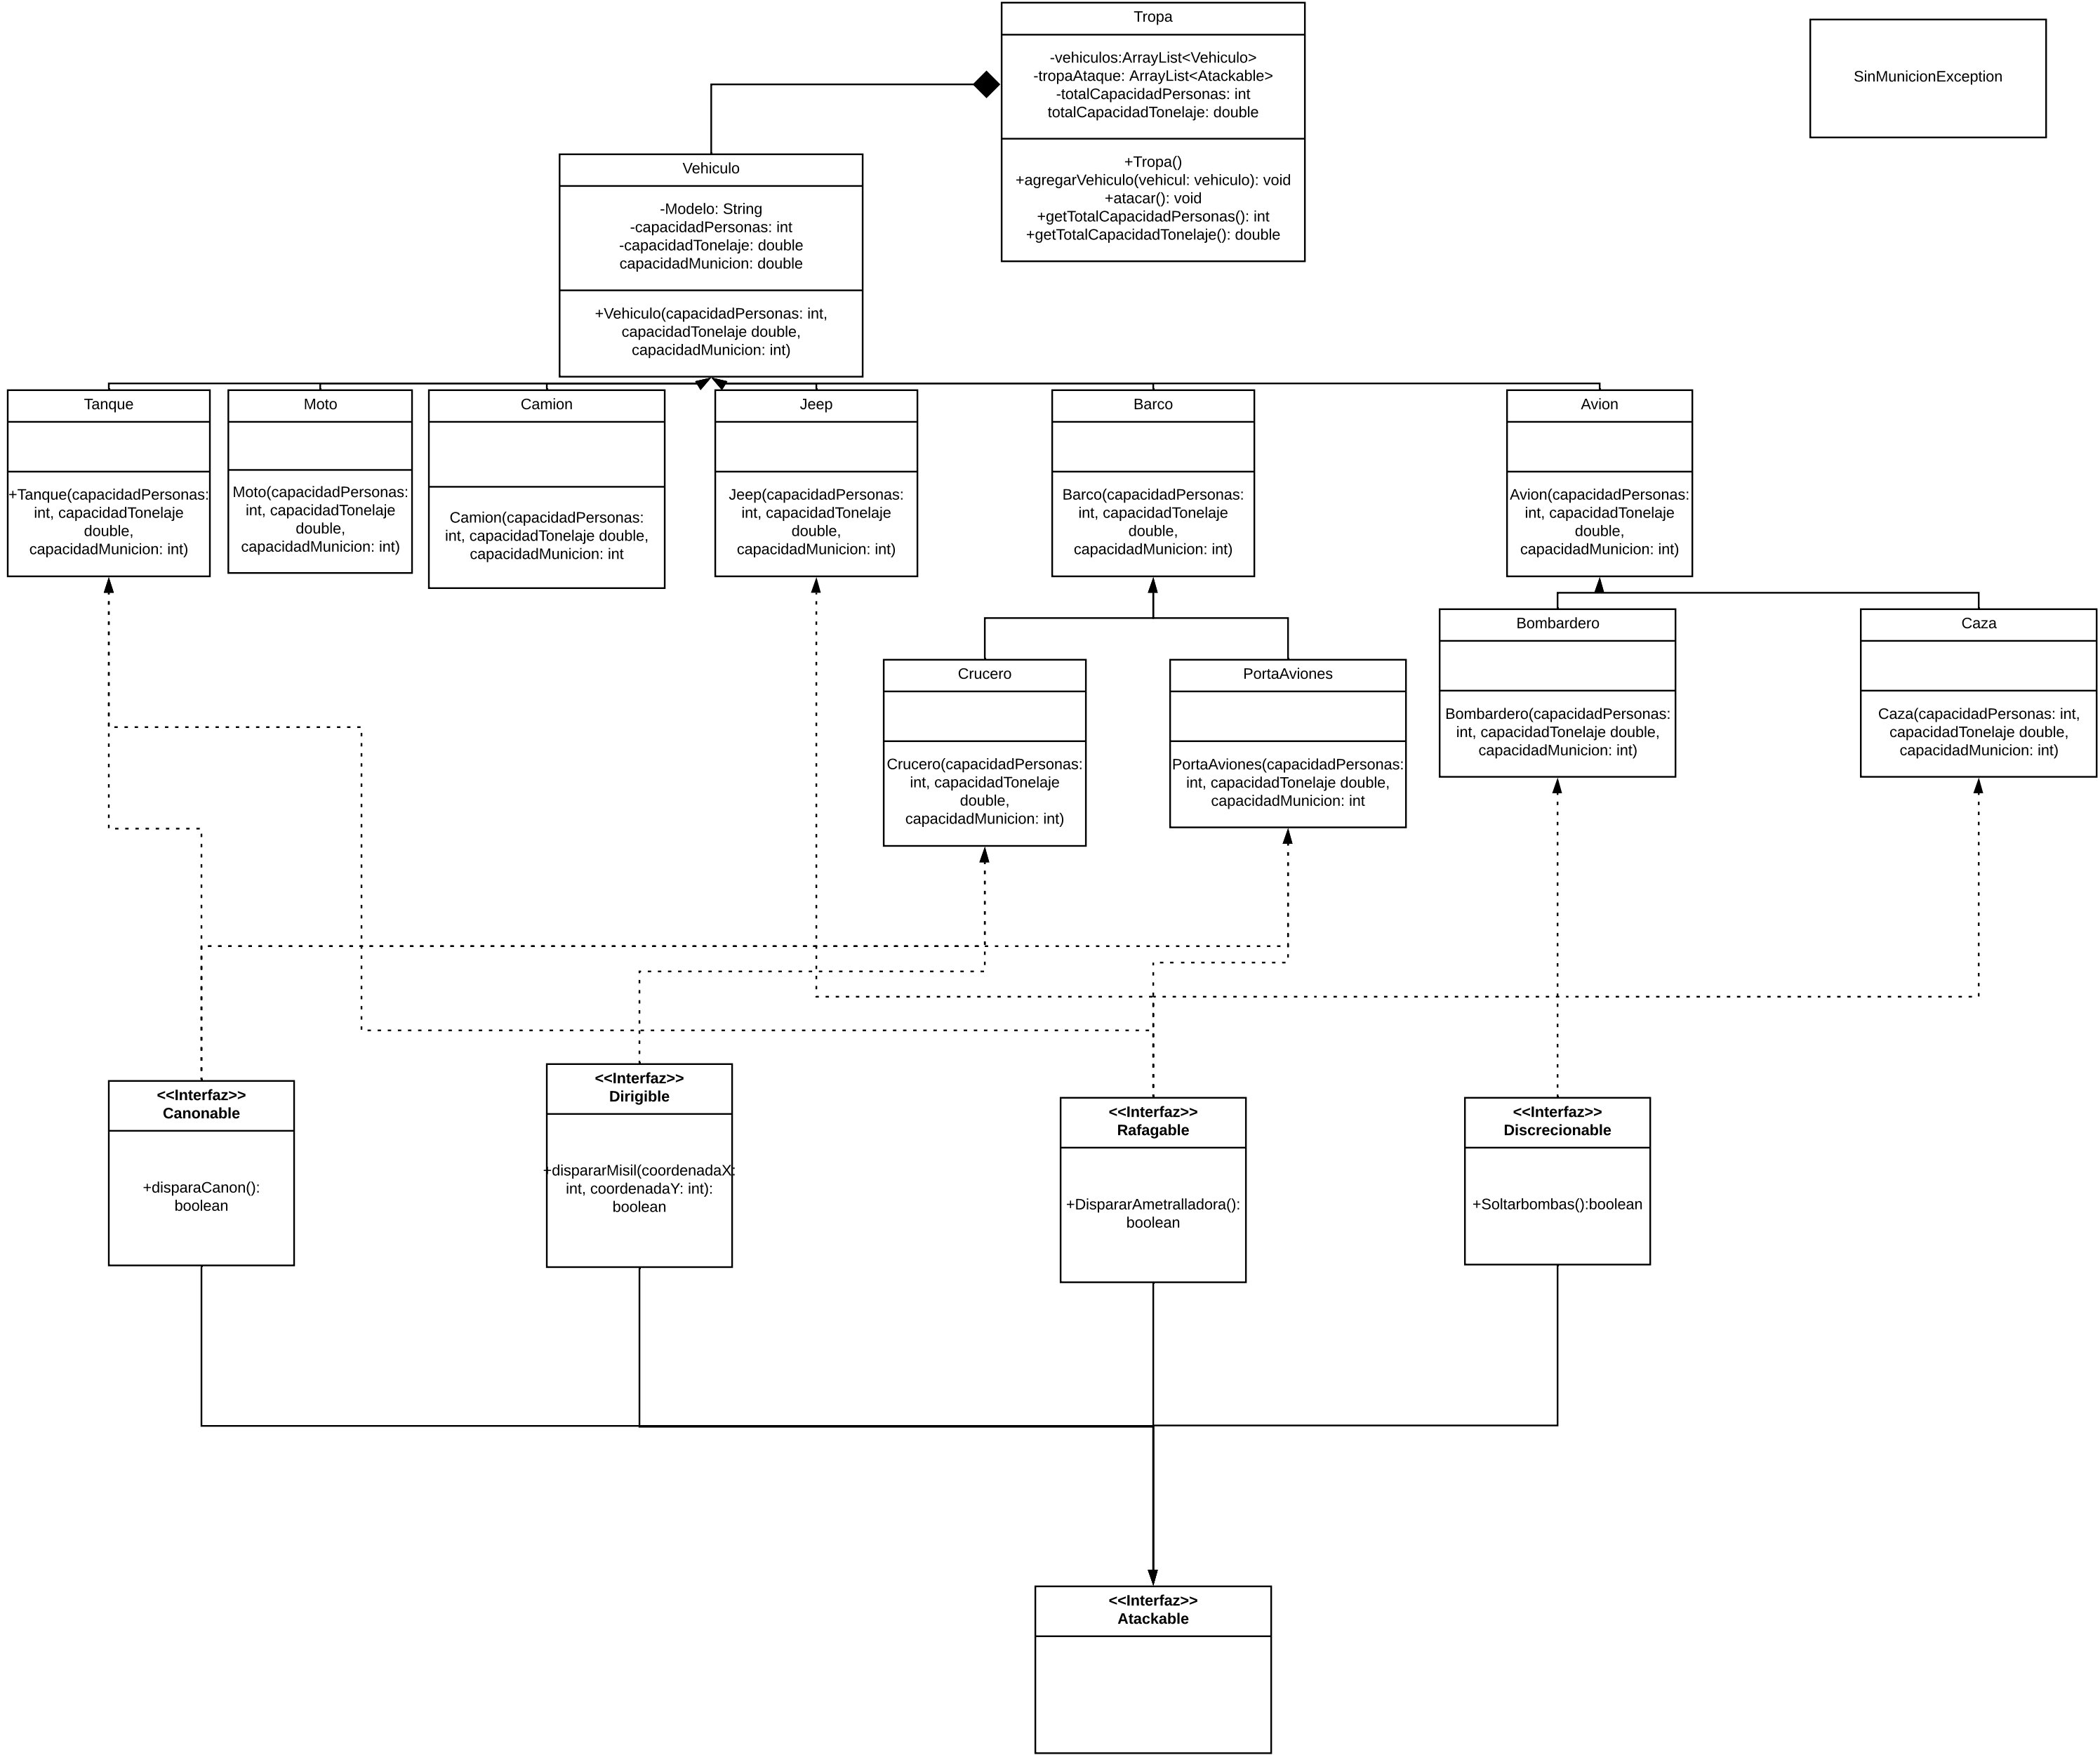 Tropa
-vehiculos:ArrayList<Vehiculo>
-tropaAtaque: ArrayList<Atackable>
-totalCapacidadPersonas: int
totalCapacidadTonelaje: double
+Tropa()
+agregarVehiculo(vehicul: vehiculo): void
+atacar(): void
+getTotalCapacidadPersonas(): int
+getTotalCapacidadTonelaje(): double
SinMunicionException
Vehiculo
-Modelo: String
-capacidadPersonas: int
-capacidadTonelaje: double
capacidadMunicion: double
+Vehiculo(capacidadPersonas: int,
capacidadTonelaje double,
capacidadMunicion: int)
Tanque
+Tanque(capacidadPersonas:
int, capacidadTonelaje
double,
capacidadMunicion: int)
Moto
Moto(capacidadPersonas:
int, capacidadTonelaje
double,
capacidadMunicion: int)
Camion
Camion(capacidadPersonas:
int, capacidadTonelaje double,
capacidadMunicion: int
Jeep
Jeep(capacidadPersonas:
int, capacidadTonelaje
double,
capacidadMunicion: int)
Barco
Barco(capacidadPersonas:
int, capacidadTonelaje
double,
capacidadMunicion: int)
Avion
Avion(capacidadPersonas:
int, capacidadTonelaje
double,
capacidadMunicion: int)
Crucero
Crucero(capacidadPersonas:
int, capacidadTonelaje
double,
capacidadMunicion: int)
PortaAviones
PortaAviones(capacidadPersonas:
int, capacidadTonelaje double,
capacidadMunicion: int
Bombardero
Bombardero(capacidadPersonas:
int, capacidadTonelaje double,
capacidadMunicion: int)
Caza
Caza(capacidadPersonas: int,
capacidadTonelaje double,
capacidadMunicion: int)
<<Interfaz>>
Canonable
+disparaCanon():
boolean
<<Interfaz>>
Dirigible
+dispararMisil(coordenadaX:
int, coordenadaY: int):
boolean
<<Interfaz>>
Rafagable
+DispararAmetralladora():
boolean
<<Interfaz>>
Discrecionable
+Soltarbombas():boolean
<<Interfaz>>
Atackable